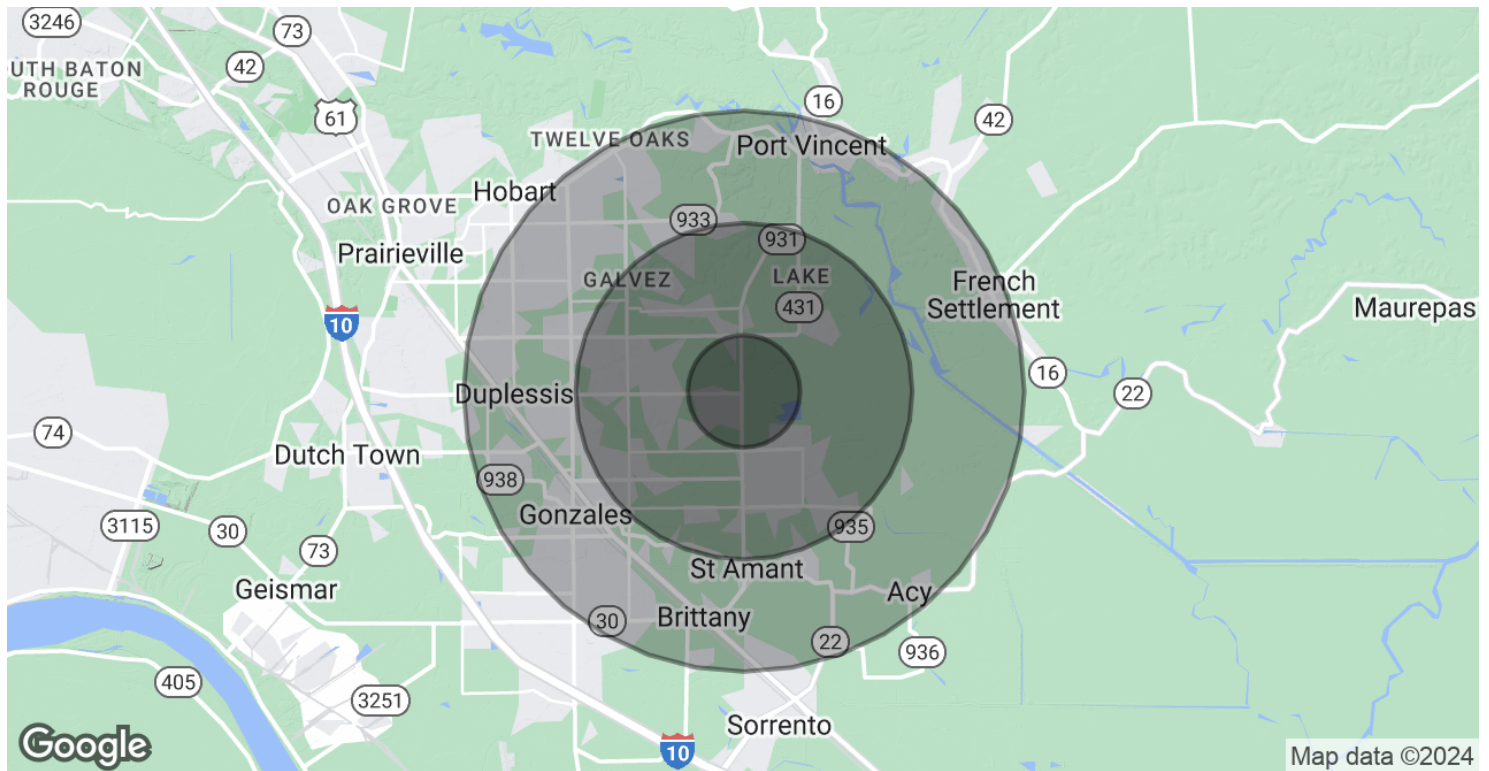 3246
73
42
UTH BATON
ROUGE
61
16
42
TWELVE OAKS
Port Vincent
Hobart
OAK GROVE
933
931
Prairieville
GALVEZ
LAKE
431
French
Settlement
Maurepas
10
16
22
Duplessis
74
Dutch Town
938
3115
30
73
Gonzales
935
St Amant
Geismar
Acy
Brittany
30
22
936
405
3251
Sorrento
Google
10
Map data ©2024